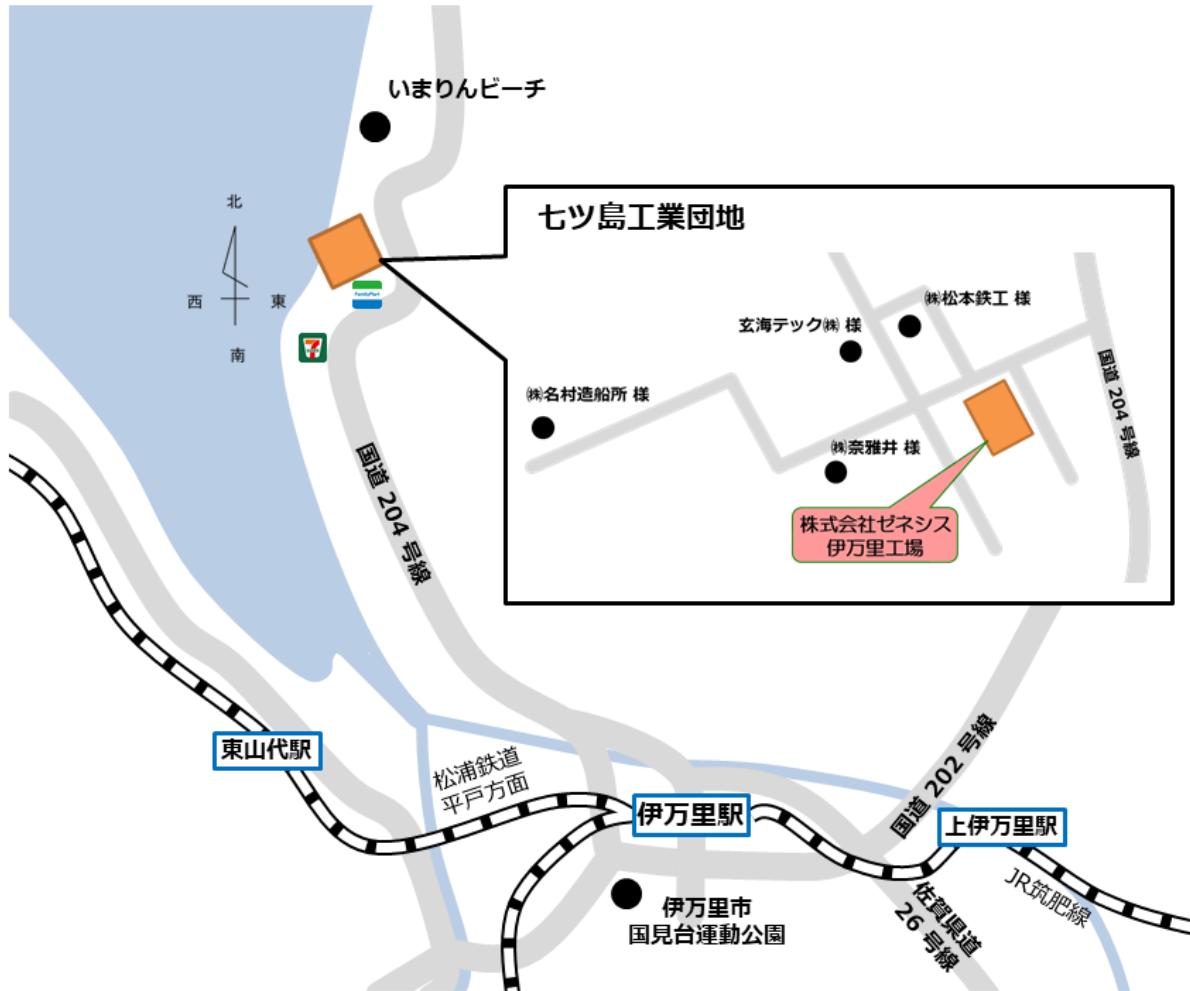 いまりんビーチ
北
西
東
南
FamilyMart
7
七ツ島工業団地
㈱松本鉄工 様
玄海テック㈱ 様
㈱名村造船所 様
㈱奈雅井 様
国道 204 号線
株式会社ゼネシス
伊万里工場
国道 204 号線
東山代駅
松浦鉄道
平戸方面
伊万里駅
国道 202 号線
上伊万里駅
JR筑肥線
伊万里市
国見台運動公園
佐賀県道
26 号線